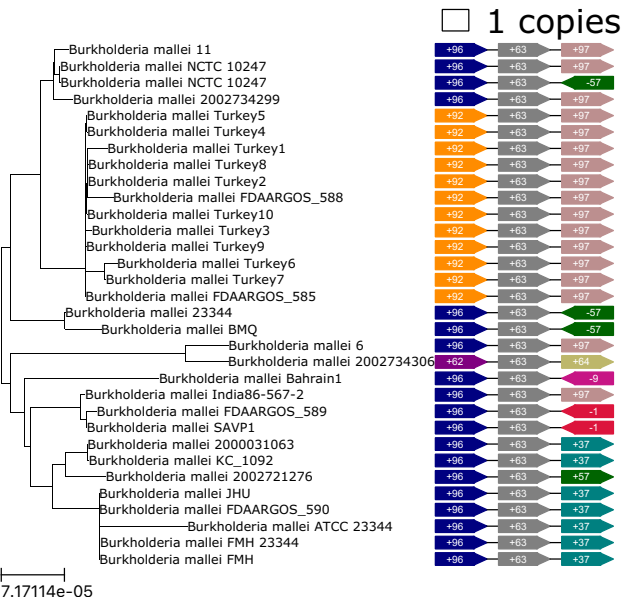 1 copies
Burkholderia mallei 11 +96 +63 +97
Burkholderia mallei NCTC 10247 +96 +63 +97
Burkholderia mallei NCTC 10247 +96 +63 -57
Burkholderia mallei 2002734299 +96 +63 +97
Burkholderia mallei Turkey5 +92 +63 +97
Burkholderia mallei Turkey4 +92 +63 +97
Burkholderia mallei Turkey1 +92 +63 +97
Burkholderia mallei Turkey8 +92 +63 +97
Burkholderia mallei Turkey2 +92 +63 +97
Burkholderia mallei FDAARGOS_588 +92 +63 +97
Burkholderia mallei Turkey10 +92 +63 +97
Burkholderia mallei Turkey3 +92 +63 +97
Burkholderia mallei Turkey9 +92 +63 +97
Burkholderia mallei Turkey6 +92 +63 +97
Burkholderia mallei Turkey7 +92 +63 +97
Burkholderia mallei FDAARGOS_585 +92 +63 +97
Burkholderia mallei 23344 +96 +63 -57
Burkholderia mallei BMQ +96 +63 -57
Burkholderia mallei 6 +96 +63 +97
Burkholderia mallei 2002734306 +62 +63 +64
Burkholderia mallei Bahrain1 +96 +63 -9
Burkholderia mallei India86-567-2 +96 +63 +97
Burkholderia mallei FDAARGOS_589 +96 +63 -1
Burkholderia mallei SAVP1 +96 +63 -1
Burkholderia mallei 2000031063 +96 +63 +37
Burkholderia mallei KC_1092 +96 +63 +37
Burkholderia mallei 2002721276 +96 +63 +57
Burkholderia mallei JHU +96 +63 +37
Burkholderia mallei FDAARGOS_590 +96 +63 +37
Burkholderia mallei ATCC 23344 +96 +63 +37
Burkholderia mallei FMH 23344 +96 +63 +37
Burkholderia mallei FMH +96 +63 +37
7.17114e-05